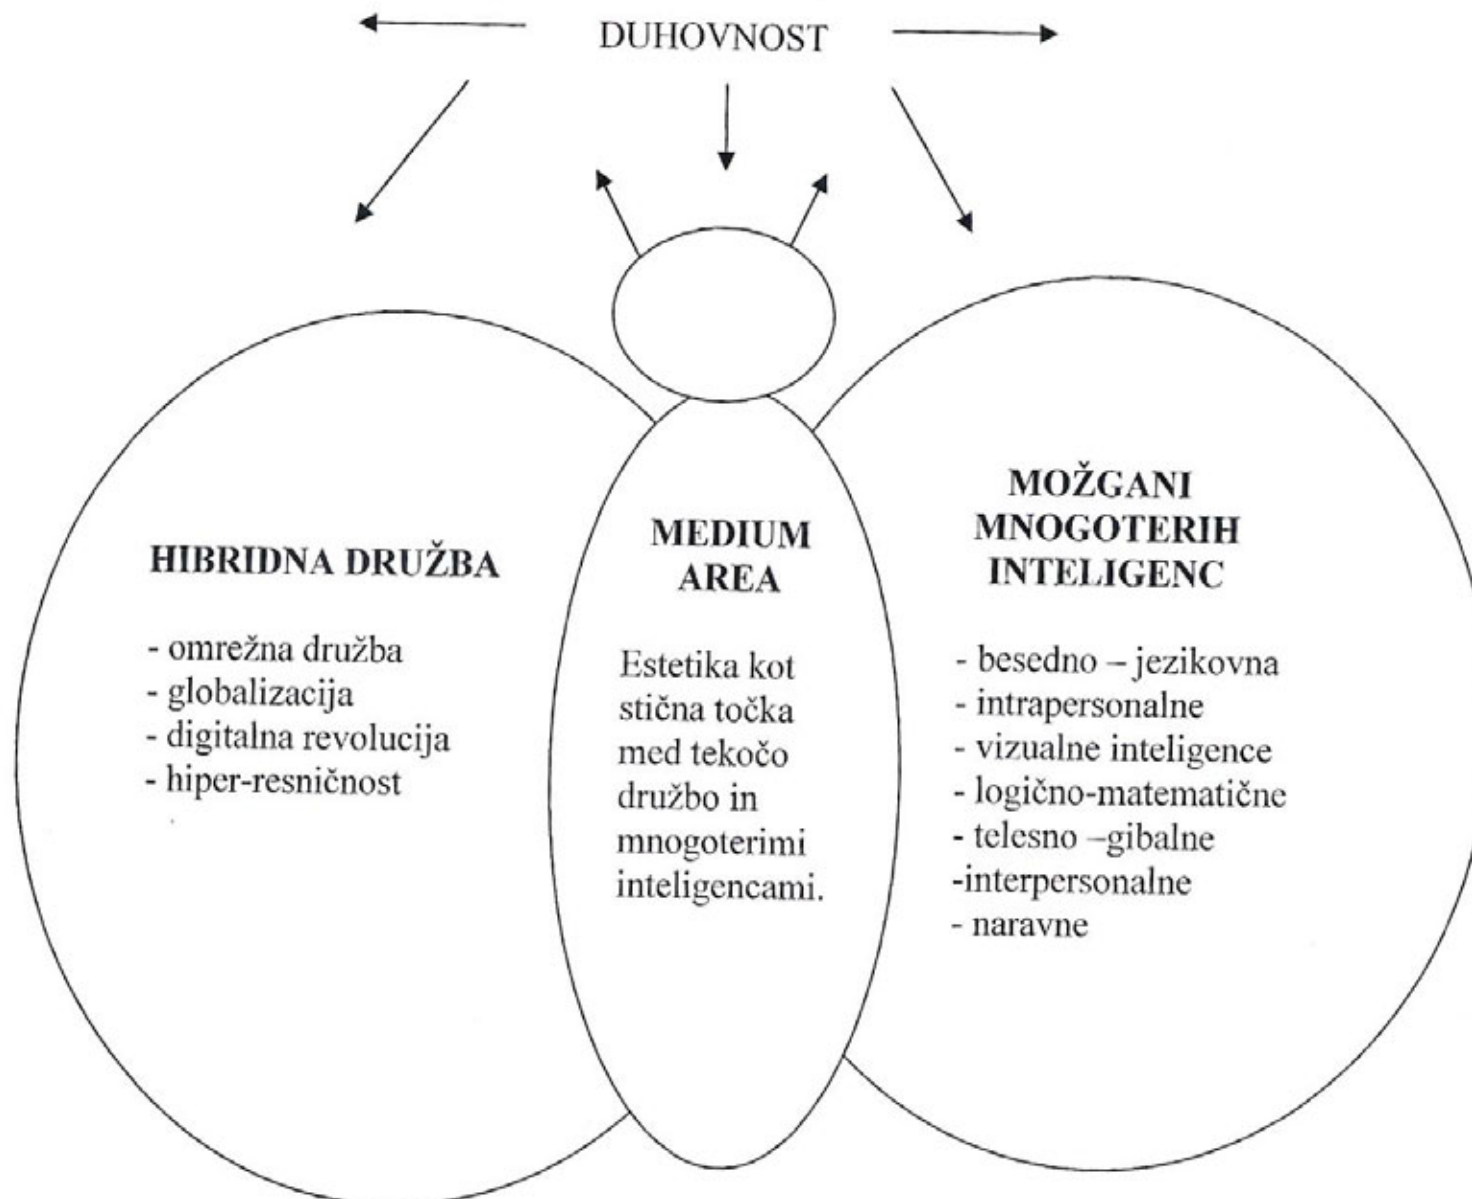 DUHOVNOST
HIBRIDNA DRUŽBA
- omrežna družba
- globalizacija
- digitalna revolucija
- hiper-resničnost
MEDIUM
AREA
Estetika kot
stična točka
med tekočo
družbo in
mnogoterimi
inteligencami.
MOŽGANI
MNOGOTERIH
INTELIGENC
- besedno – jezikovna
- intrapersonalne
- vizualne inteligence
- logično-matematične
- telesno –gibalne
-interpersonalne
- naravne